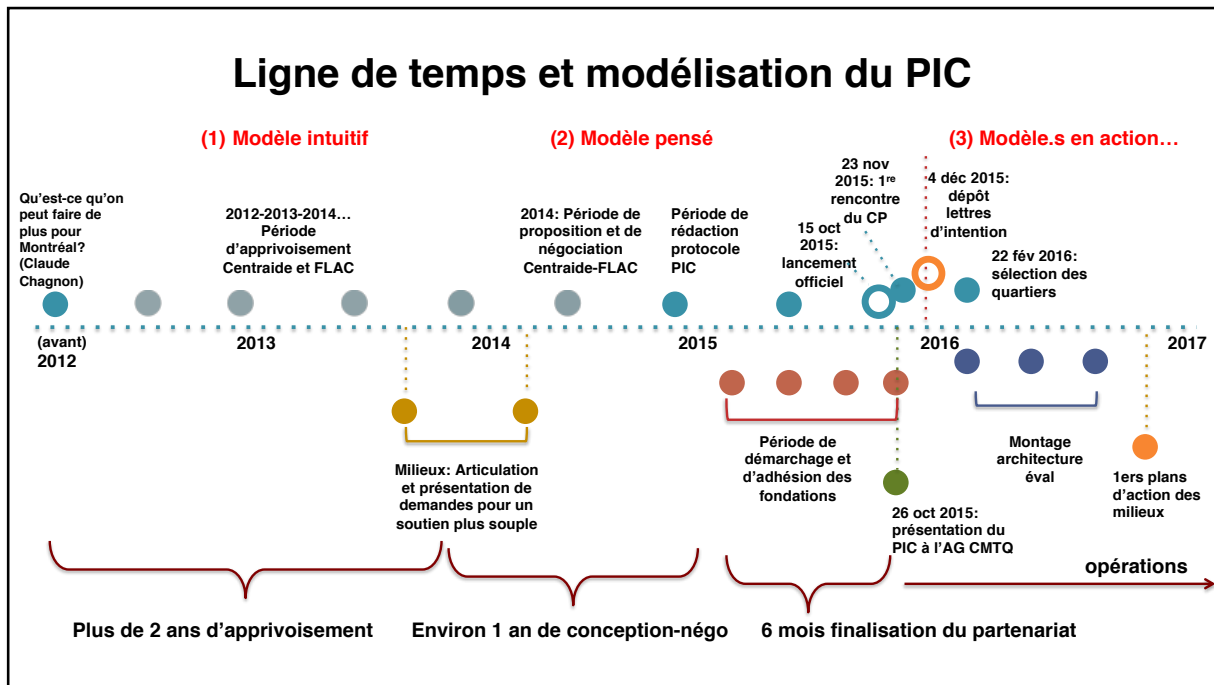 Ligne de temps et modélisation du PIC
(1) Modèle intuitif
(2) Modèle pensé
(3) Modèle.s en action…
Qu’est-ce qu’on
peut faire de
plus pour
Montréal?
(Claude
Chagnon)
2012-2013-2014…
Période
d’apprivoisement
Centraide et FLAC
2014: Période de
proposition et de
négociation
Centraide-FLAC
Période de
rédaction
protocole
PIC
15 oct
2015:
lancement
officiel
23 nov
2015: 1re
rencontre
du CP
4 déc 2015:
dépôt
lettres
d’intention
22 fév 2016:
sélection des
quartiers
(avant)
2012
2013
2014
2015
2016
2017
Milieux: Articulation
et présentation de
demandes pour un
soutien plus souple
Période de
démarchage et
d’adhésion des
fondations
26 oct 2015:
présentation du
PIC à l’AG CMTQ
Montage
architecture
éval
1ers plans
d’action des
milieux
opérations
Plus de 2 ans d’apprivoisement
Environ 1 an de conception-négo
6 mois finalisation du partenariat